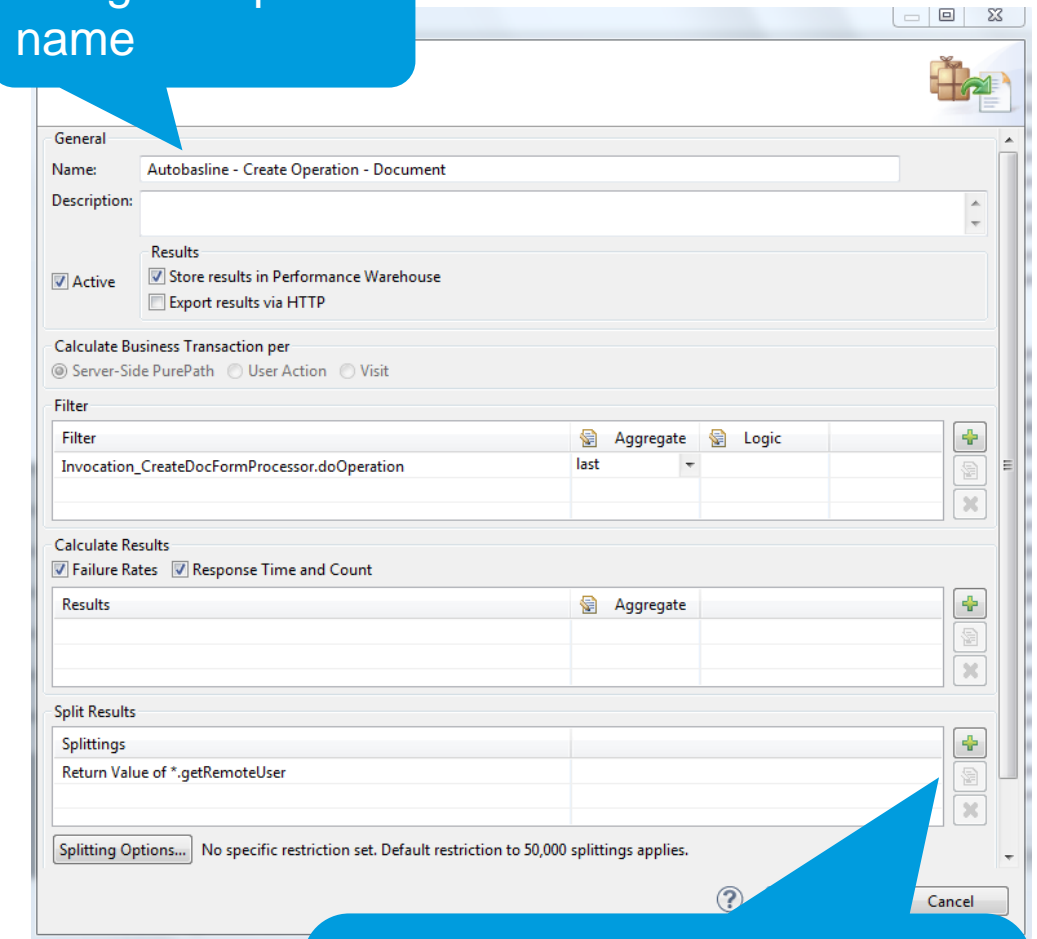 name
General
Name: Autobasline - Create Operation - Document
Description:
Results
Active
Store results in Performance Warehouse
Export results via HTTP
Calculate Business Transaction per
Server-Side PurePath User Action Visit
Filter
Filter Aggregate Logic
Invocation_CreateDocFormProcessor.doOperation last
Calculate Results
Failure Rates Response Time and Count
Results Aggregate
Split Results
Splittings
Return Value of *.getRemoteUser
Splitting Options... No specific restriction set. Default restriction to 50,000 splittings applies.
? Cancel